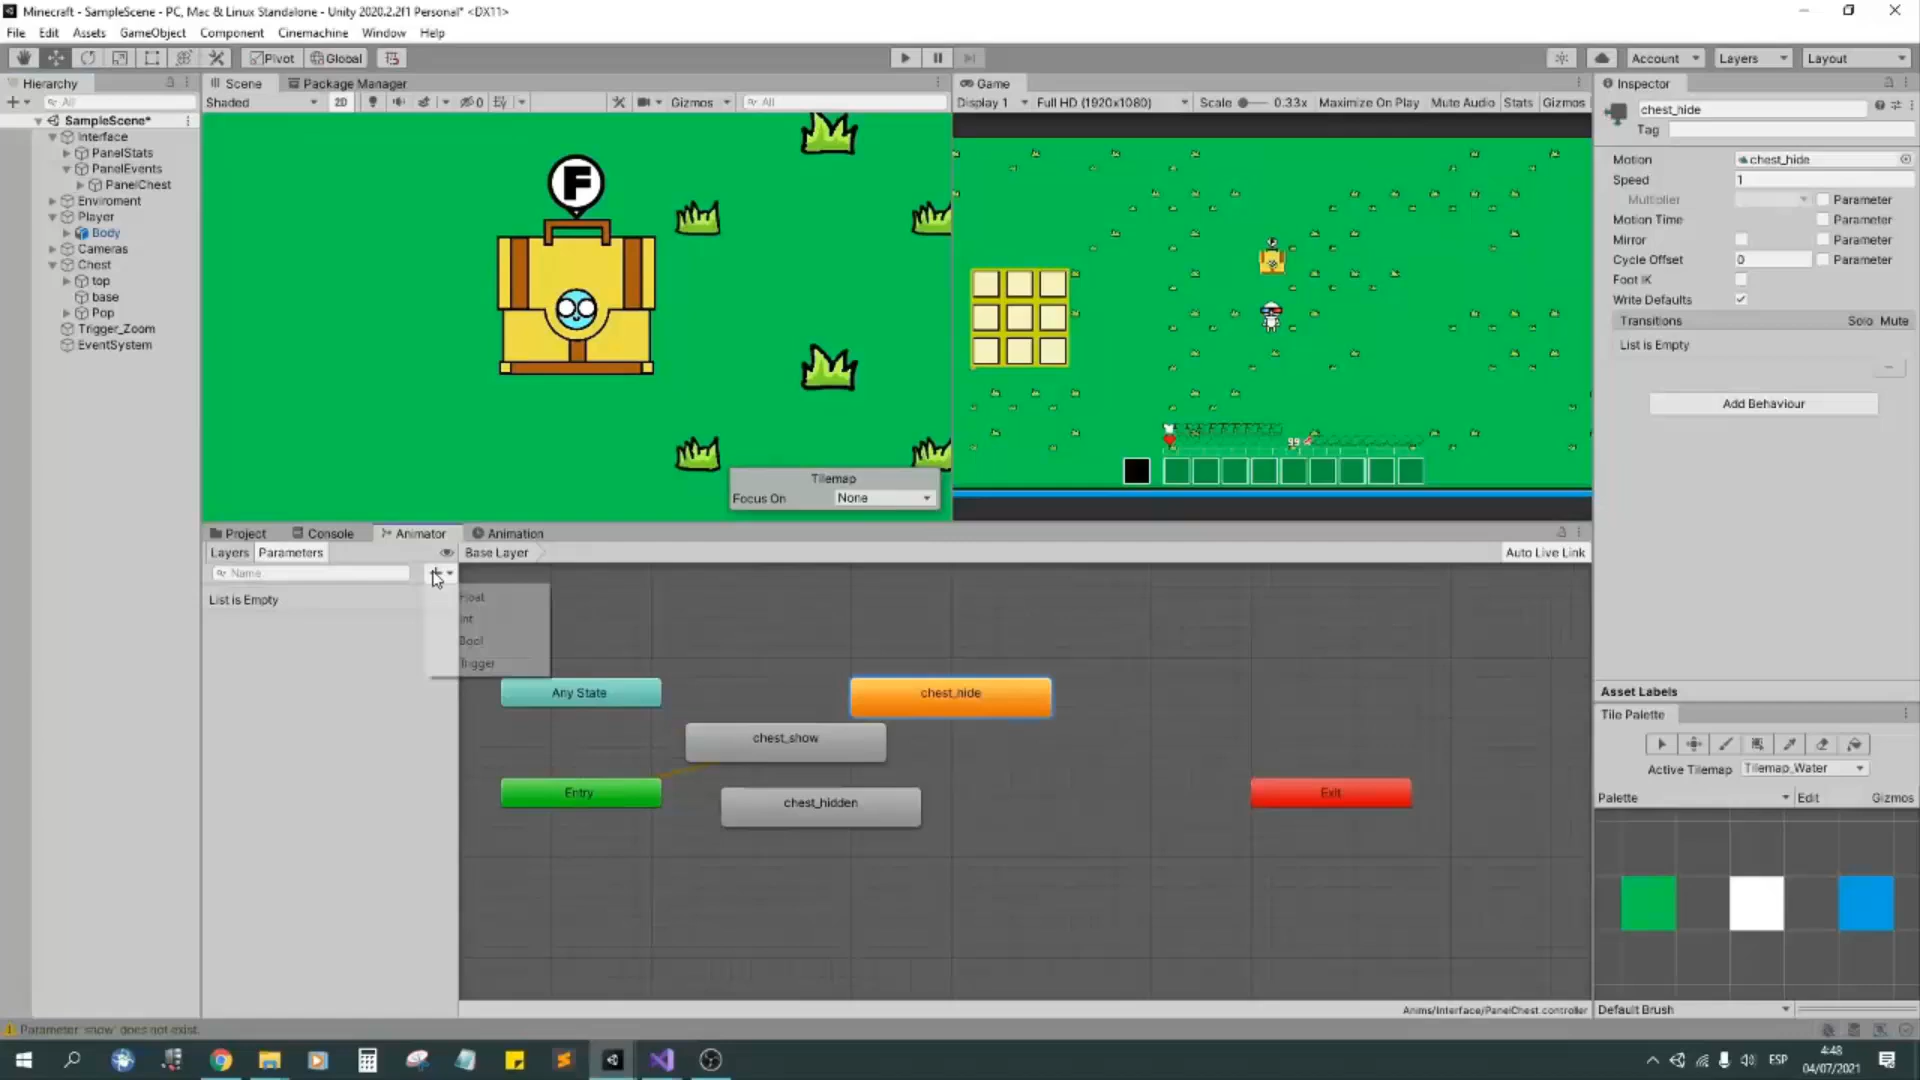 Minecraft - SampleScene - PC, Mac & Linux Standalone - Unity 2020.2.2f1 Personal* <DX11>
File Edit Assets GameObject Component Cinemachine Window Help
Pivot Global Account Layers Layout
Hierarchy Scene Package Manager Game Inspector
All Shaded 2D 0 Gizmos All Display 1 Full HD (1920x1080) Scale 0.33x Maximize On Play Mute Audio Stats Gizmos
chest_hide
Tag
SampleScene*
Interface
PanelStats
PanelEvents
PanelChest
Enviroment
Player
Body
Cameras
Chest
top
base
Pop
Trigger_Zoom
EventSystem
F
99
Tilemap
Focus On None
Motion chest_hide
Speed 1
Multiplier Parameter
Motion Time Parameter
Mirror Parameter
Cycle Offset 0 Parameter
Foot IK
Write Defaults
Transitions Solo Mute
List is Empty
Add Behaviour
Project Console Animator Animation
Layers Parameters Base Layer Auto Live Link
Name
List is Empty
Float
Int
Bool
Trigger
Any State
chest_hide
chest_show
Entry
chest_hidden
Exit
Anims/Interface/PanelChest.controller
Asset Labels
Tile Palette
Active Tilemap Tilemap_Water
Palette Edit Gizmos
Default Brush
Parameter 'show' does not exist.
ESP
4:48
04/07/2021